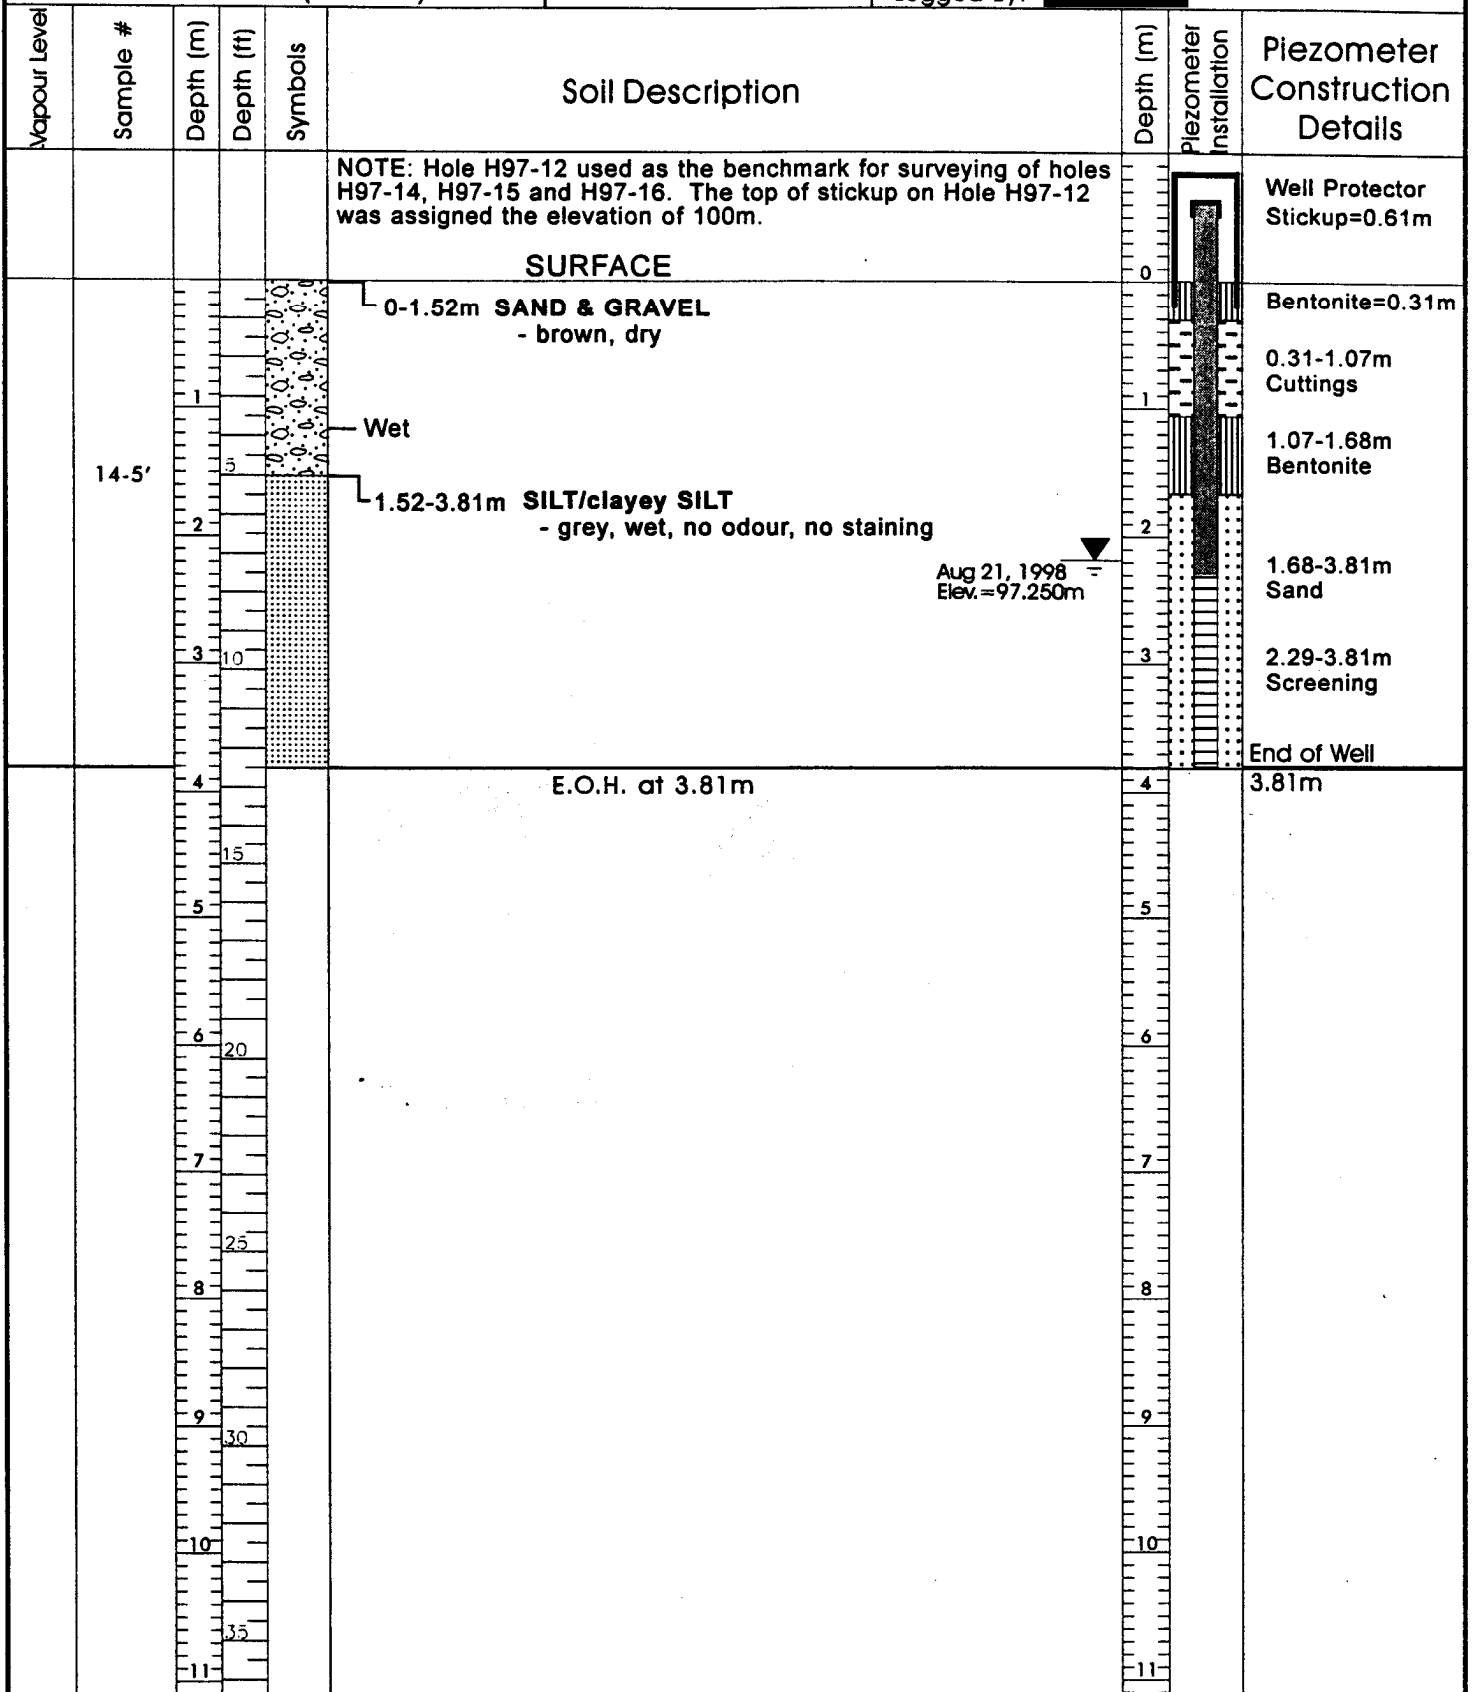 Vapour Level
Sample #
Depth (m)
Depth (ft)
Symbols
Soil Description
Depth (m)
Piezometer
Installation
Piezometer
Construction
Details
NOTE: Hole H97-12 used as the benchmark for surveying of holes
H97-14, H97-15 and H97-16. The top of stickup on Hole H97-12
was assigned the elevation of 100m.
SURFACE
0
Well Protector
Stickup=0.61m
0-1.52m SAND & GRAVEL
- brown, dry
Bentonite=0.31m
0.31-1.07m
Cuttings
1
1
Wet
1.07-1.68m
Bentonite
14-5'
5
1.52-3.81m SILT/clayey SILT
- grey, wet, no odour, no staining
2
2
Aug 21, 1998
Elev.=97.250m
1.68-3.81m
Sand
3
10
3
2.29-3.81m
Screening
End of Well
3.81m
4
E.O.H. at 3.81m
4
15
5
5
6
20
6
7
7
25
8
8
9
30
9
10
10
35
11
11